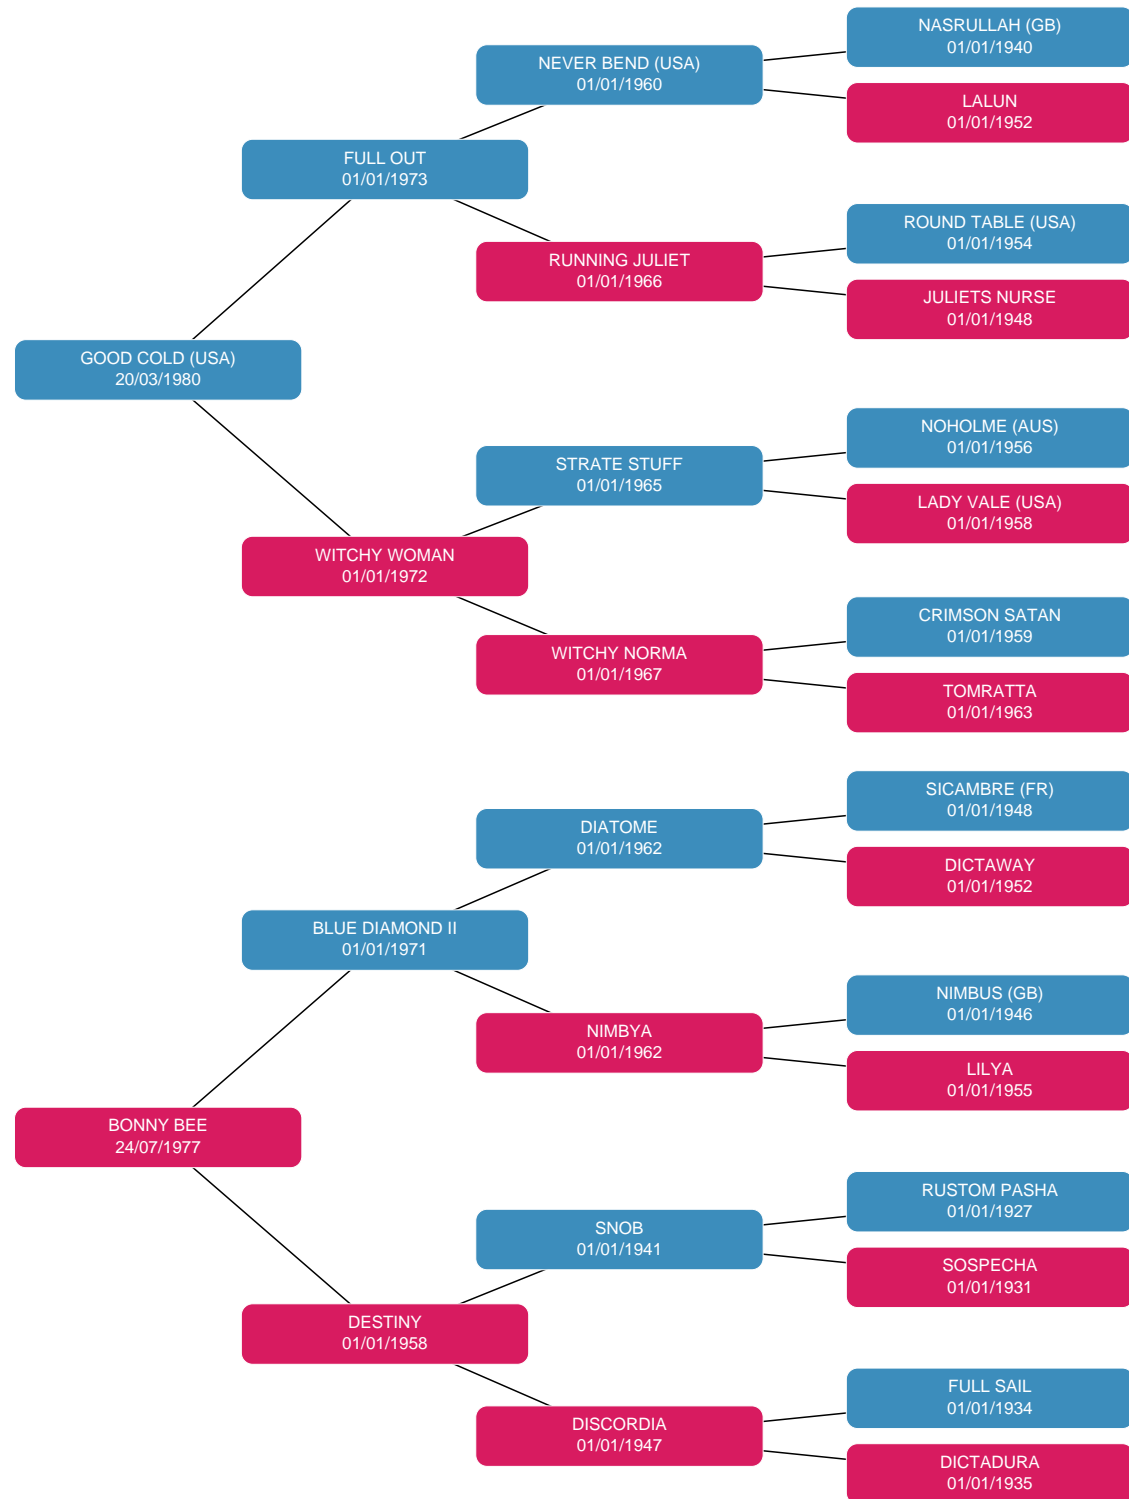 NASRULLAH (GB)
01/01/1940
NEVER BEND (USA)
01/01/1960
LALUN
01/01/1952
FULL OUT
01/01/1973
ROUND TABLE (USA)
01/01/1954
RUNNING JULIET
01/01/1966
JULIETS NURSE
01/01/1948
GOOD COLD (USA)
20/03/1980
NOHOLME (AUS)
01/01/1956
STRATE STUFF
01/01/1965
LADY VALE (USA)
01/01/1958
WITCHY WOMAN
01/01/1972
CRIMSON SATAN
01/01/1959
WITCHY NORMA
01/01/1967
TOMRATTA
01/01/1963
SICAMBRE (FR)
01/01/1948
DIATOME
01/01/1962
DICTAWAY
01/01/1952
BLUE DIAMOND II
01/01/1971
NIMBUS (GB)
01/01/1946
NIMBYA
01/01/1962
LILYA
01/01/1955
BONNY BEE
24/07/1977
RUSTOM PASHA
01/01/1927
SNOB
01/01/1941
SOSPECHA
01/01/1931
DESTINY
01/01/1958
FULL SAIL
01/01/1934
DISCORDIA
01/01/1947
DICTADURA
01/01/1935